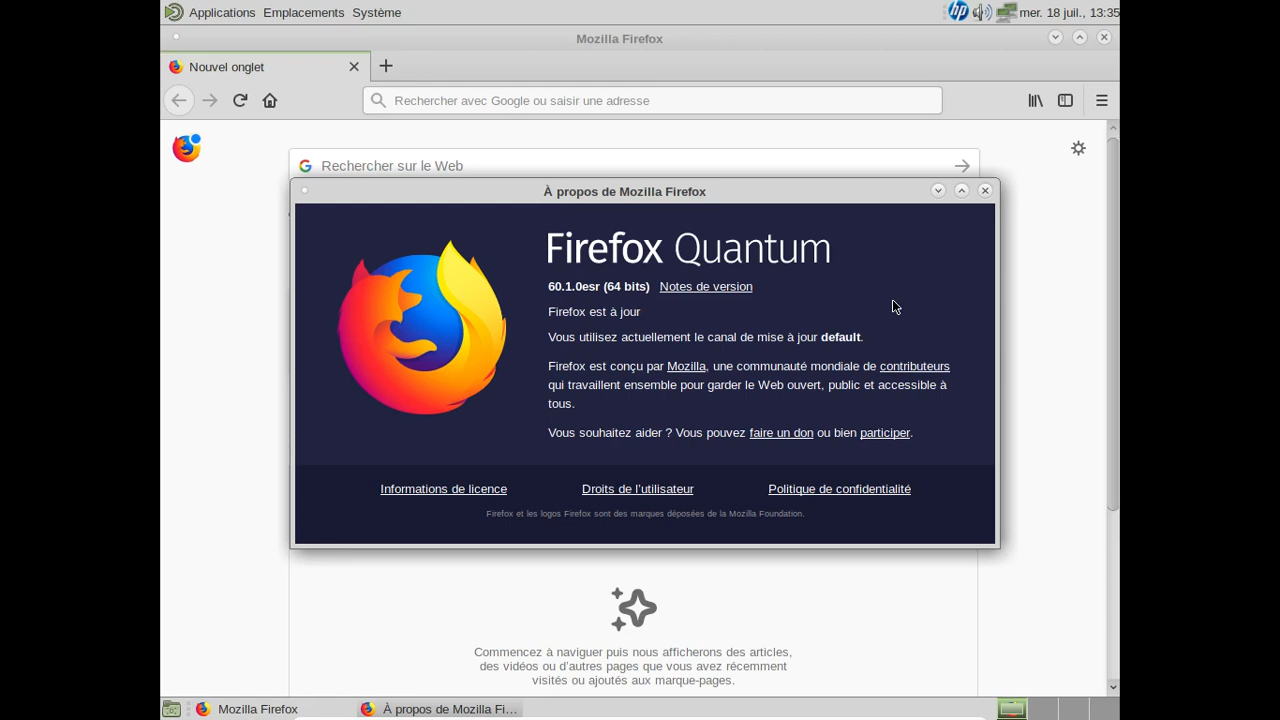 Applications Emplacements Système
mer. 18 juil., 13:35
Mozilla Firefox
Nouvel onglet
Rechercher avec Google ou saisir une adresse
Rechercher sur le Web
À propos de Mozilla Firefox
Firefox Quantum
60.1.0esr (64 bits) Notes de version
Firefox est à jour
Vous utilisez actuellement le canal de mise à jour default.
Firefox est conçu par Mozilla, une communauté mondiale de contributeurs
qui travaillent ensemble pour garder le Web ouvert, public et accessible à
tous.
Vous souhaitez aider ? Vous pouvez faire un don ou bien participer.
Informations de licence Droits de l’utilisateur Politique de confidentialité
Firefox et les logos Firefox sont des marques déposées de la Mozilla Foundation.
Commencez à naviguer puis nous afficherons des articles,
des vidéos ou d’autres pages que vous avez récemment
visités ou ajoutés aux marque-pages.
Mozilla Firefox À propos de Mozilla Fi…